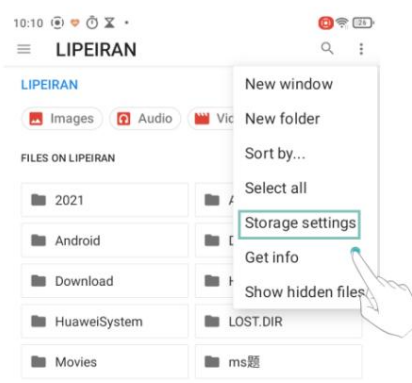 10:10
LIPEIRAN
LIPEIRAN
Images Audio Vid
FILES ON LIPEIRAN
New window
New folder
Sort by...
Select all
Storage settings
Get info
Show hidden files
2021
Android
Download
HuaweiSystem LOST.DIR
Movies ms题